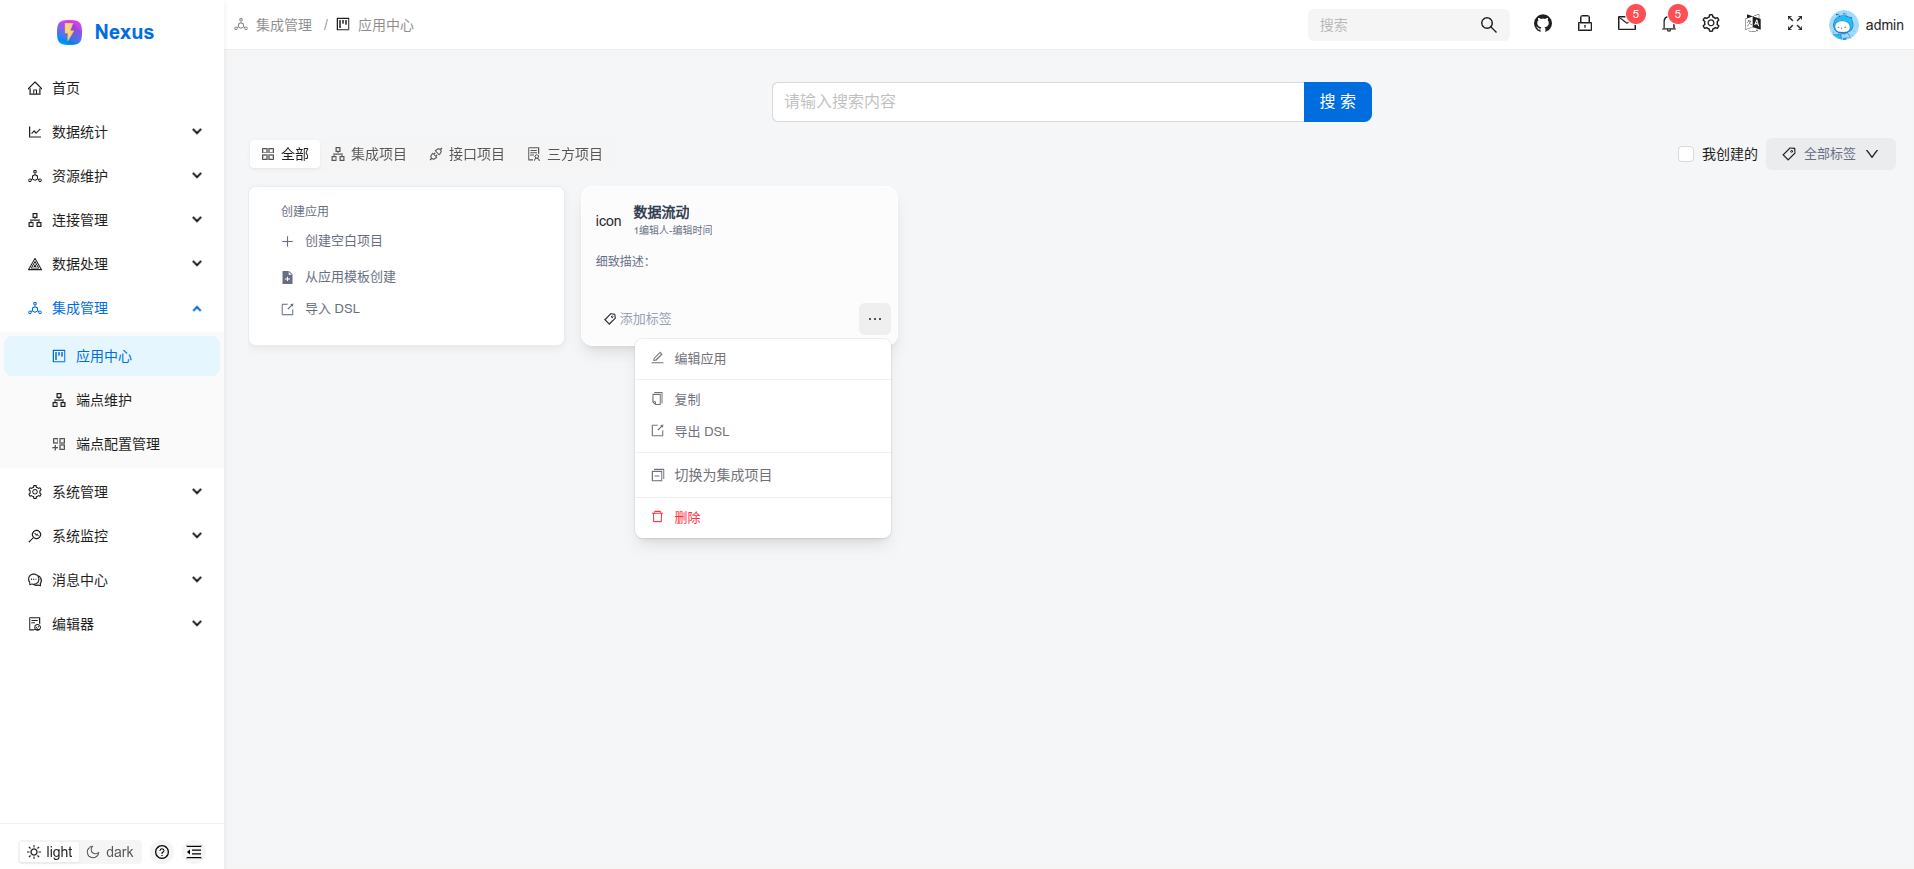 Nexus
首页
数据统计
资源维护
连接管理
数据处理
集成管理
应用中心
端点维护
端点配置管理
系统管理
系统监控
消息中心
编辑器
light dark
集成管理 / 应用中心
搜索
5
5
admin
请输入搜索内容
搜 索
全部 集成项目 接口项目 三方项目
我创建的 全部标签
创建应用
创建空白项目
从应用模板创建
导入 DSL
icon
数据流动
1编辑人-编辑时间
细致描述:
添加标签
编辑应用
复制
导出 DSL
切换为集成项目
删除